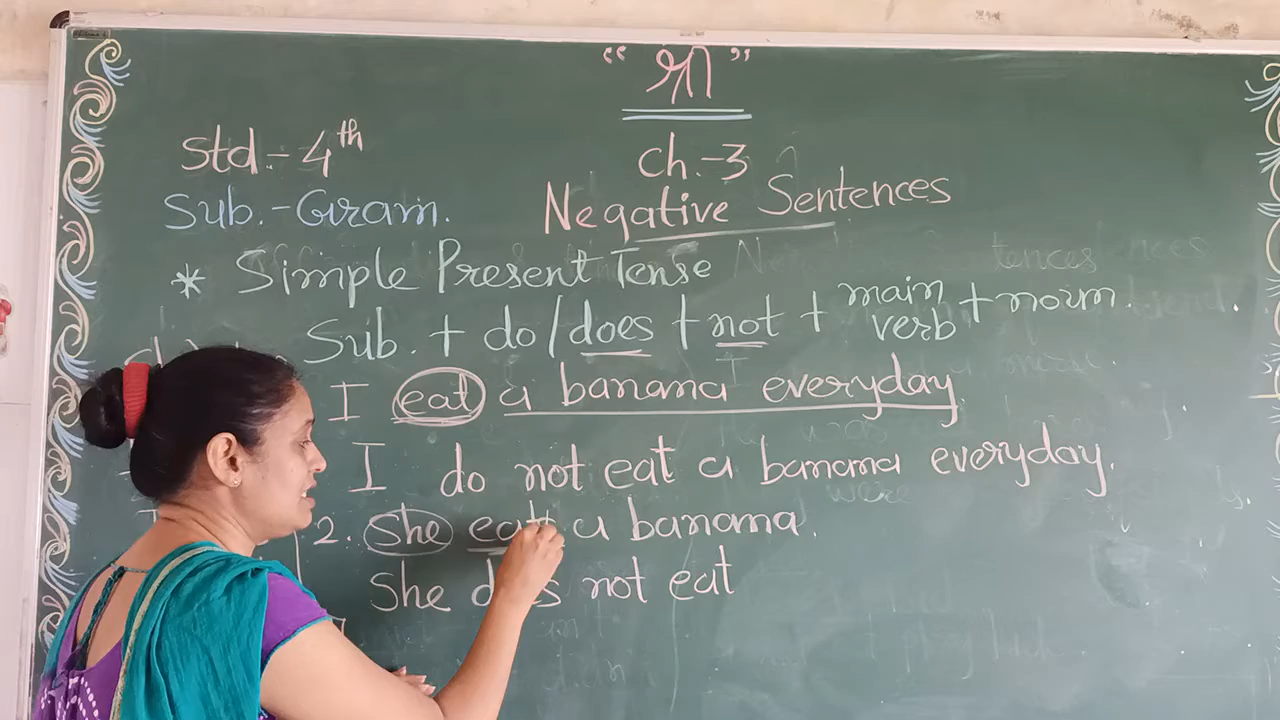 “श्री”
Std.- 4th
Ch.-3
Sub.-Gram.
Negative Sentences
* Simple Present Tense
Sub. + do/does + not + main verb + noun.
I eat a banana everyday
I do not eat a banana everyday.
2. She a banana.
She does not eat